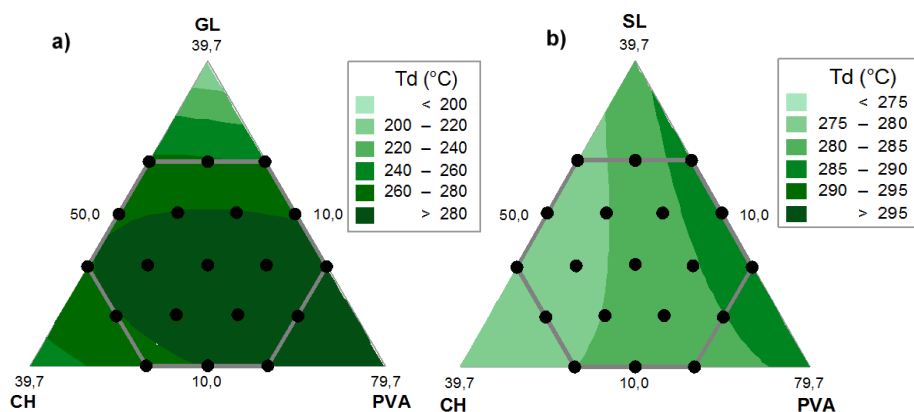 a)
GL
39,7
Td (°C)
< 200
200 – 220
220 – 240
240 – 260
260 – 280
> 280
50,0
10,0
39,7
10,0
79,7
CH
PVA
b)
SL
39,7
Td (°C)
< 275
275 – 280
280 – 285
285 – 290
290 – 295
> 295
50,0
10,0
39,7
10,0
79,7
CH
PVA